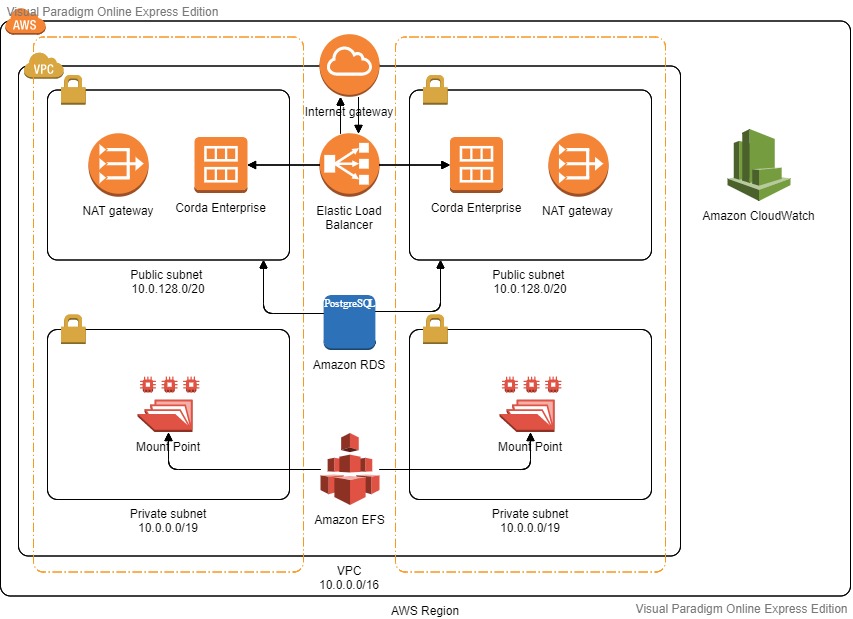 Visual Paradigm Online Express Edition
AWS
VPC
Internet gateway
NAT gateway
Corda Enterprise
Elastic Load
Balancer
Corda Enterprise
NAT gateway
Amazon CloudWatch
Public subnet
10.0.128.0/20
Public subnet
10.0.128.0/20
PostgreSQL
Amazon RDS
Mount Point
Mount Point
Private subnet
10.0.0.0/19
Amazon EFS
Private subnet
10.0.0.0/19
VPC
10.0.0.0/16
AWS Region
Visual Paradigm Online Express Edition